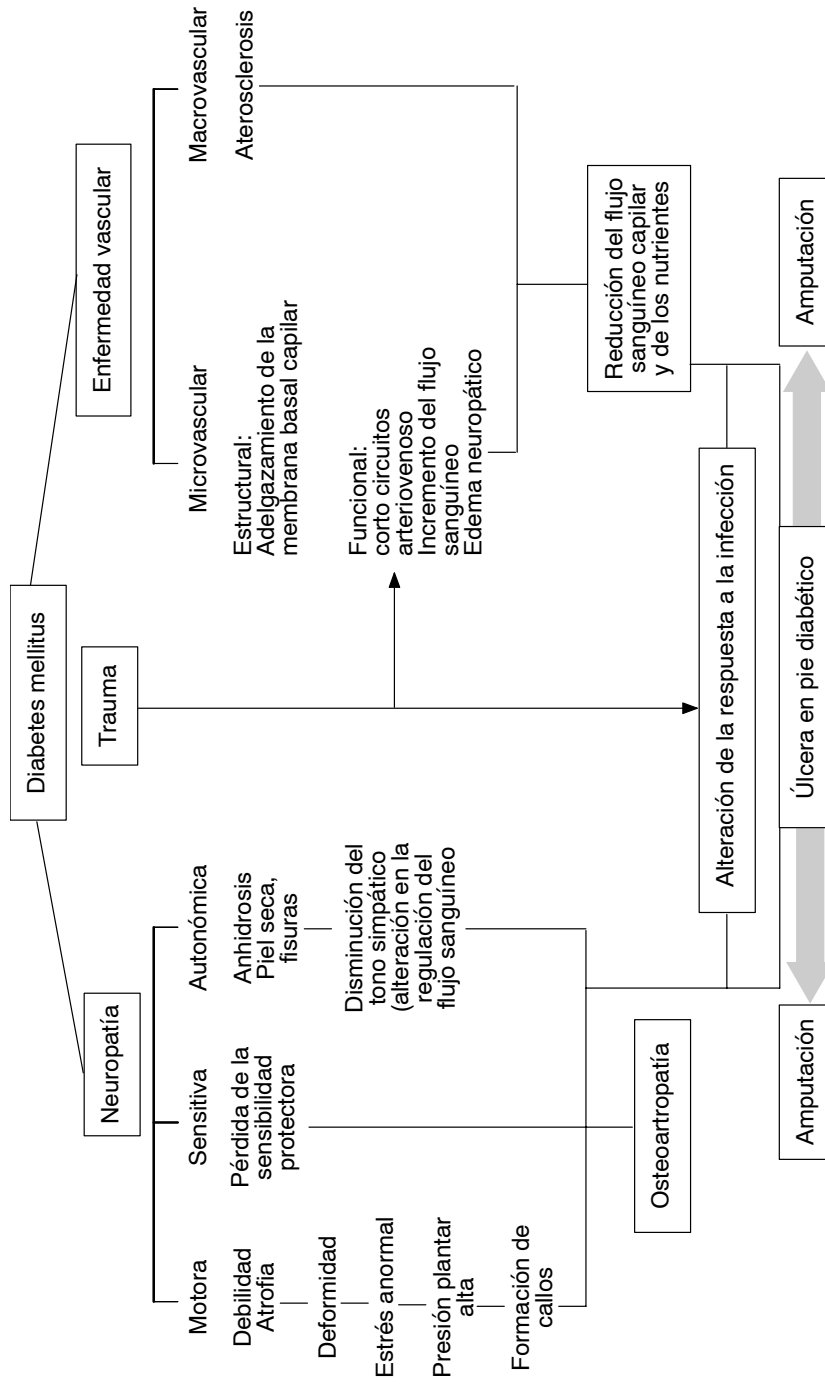 Diabetes mellitus
Neuropatía
Trauma
Enfermedad vascular
Motora
Sensitiva
Autonómica
Microvascular
Macrovascular
Debilidad
Atrofia
Deformidad
Estrés anormal
Presión plantar
alta
Formación de
callos
Pérdida de la
sensibilidad
protectora
Anhidrosis
Piel seca,
fisuras
Disminución del
tono simpático
(alteración en la
regulación del
flujo sanguíneo
Estructural:
Adelgazamiento de la
membrana basal capilar
Funcional:
corto circuitos
arteriovenoso
Incremento del flujo
sanguíneo
Edema neuropático
Aterosclerosis
Osteoartropatía
Reducción del flujo
sanguíneo capilar
y de los nutrientes
Alteración de la respuesta a la infección
Amputación
Úlcera en pie diabético
Amputación